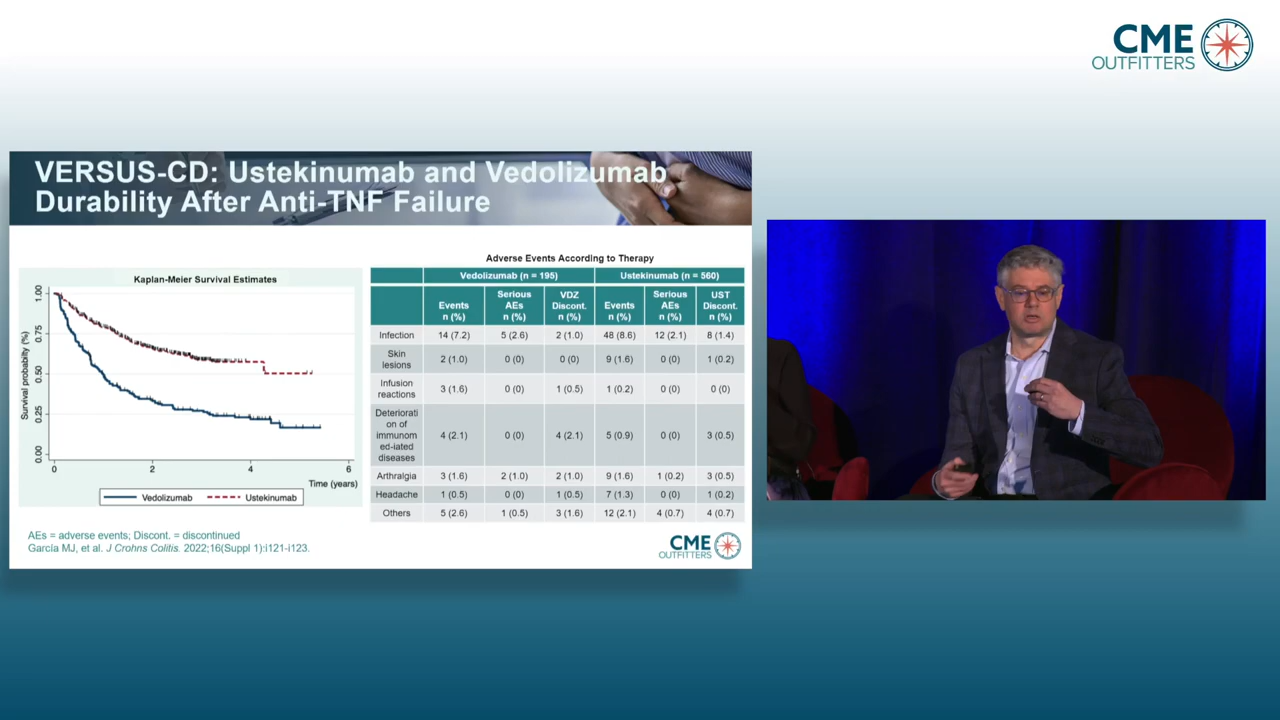 CME
OUTFITTERS
VERSUS-CD: Ustekinumab and Vedolizumab
Durability After Anti-TNF Failure
Kaplan-Meier Survival Estimates
Survival probabilty (%)
1.00
0.75
0.50
0.25
0.00
0 2 4 6
Time (years)
Vedolizumab Ustekinumab
Adverse Events According to Therapy
Vedolizumab (n = 195) Ustekinumab (n = 560)
Events n (%) Serious AEs n (%) VDZ Discont. n (%) Events n (%) Serious AEs n (%) UST Discont. n (%)
Infection 14 (7.2) 5 (2.6) 2 (1.0) 48 (8.6) 12 (2.1) 8 (1.4)
Skin lesions 2 (1.0) 0 (0) 0 (0) 9 (1.6) 0 (0) 1 (0.2)
Infusion reactions 3 (1.6) 0 (0) 1 (0.5) 1 (0.2) 0 (0) 0 (0)
Deteriorati on of immunom ed-iated diseases 4 (2.1) 0 (0) 4 (2.1) 5 (0.9) 0 (0) 3 (0.5)
Arthralgia 3 (1.6) 2 (1.0) 2 (1.0) 9 (1.6) 1 (0.2) 3 (0.5)
Headache 1 (0.5) 0 (0) 1 (0.5) 7 (1.3) 0 (0) 1 (0.2)
Others 5 (2.6) 1 (0.5) 3 (1.6) 12 (2.1) 4 (0.7) 4 (0.7)
AEs = adverse events; Discont. = discontinued
García MJ, et al. J Crohns Colitis. 2022;16(Suppl 1):i121-i123.
CME
OUTFITTERS